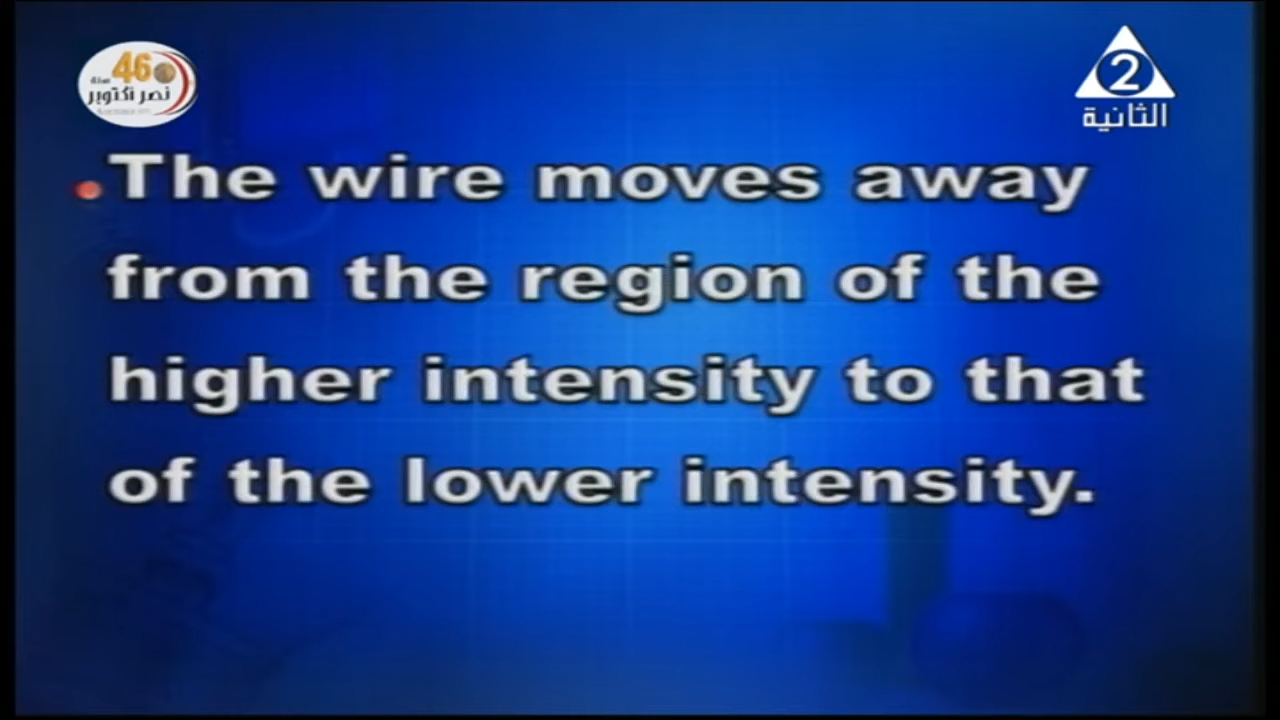 46
سنة
نصر أكتوبر
2
الثانية
The wire moves away
from the region of the
higher intensity to that
of the lower intensity.